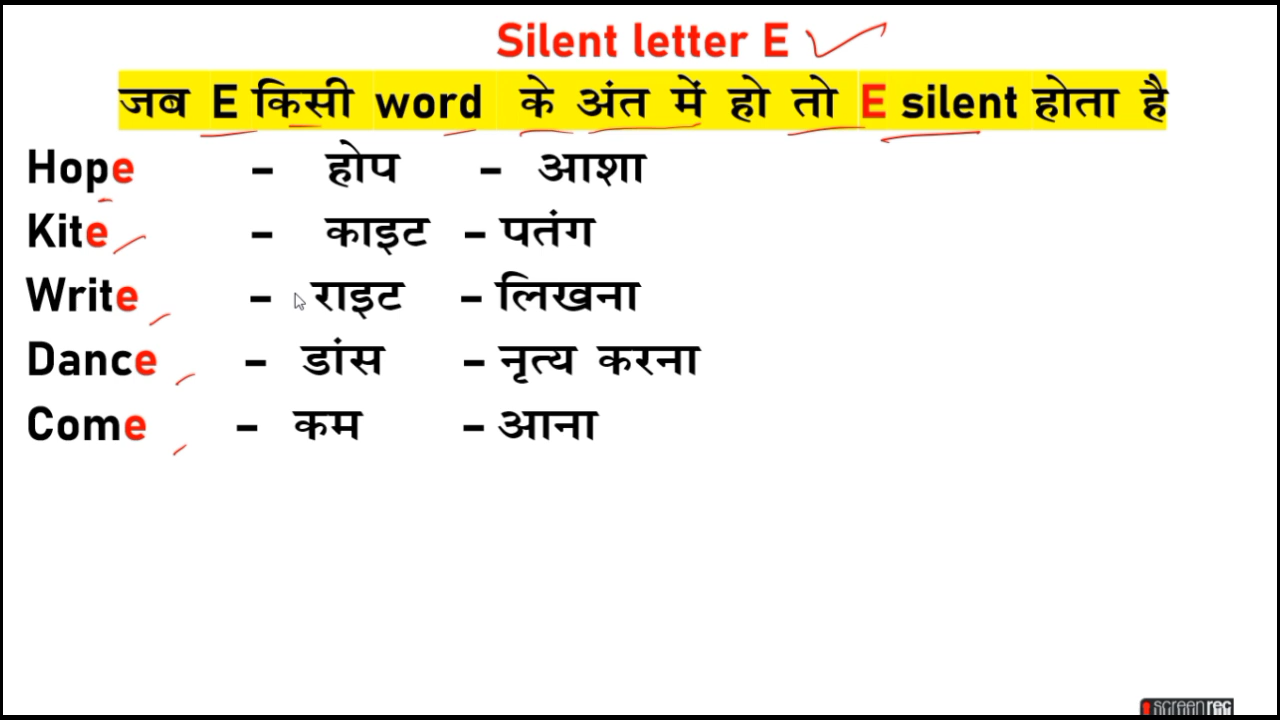 Silent letter E
जब E किसी word के अंत में हो तो E silent होता है
Hope - होप - आशा
Kite - काइट - पतंग
Write - राइट - लिखना
Dance - डांस - नृत्य करना
Come - कम - आना
screenrec